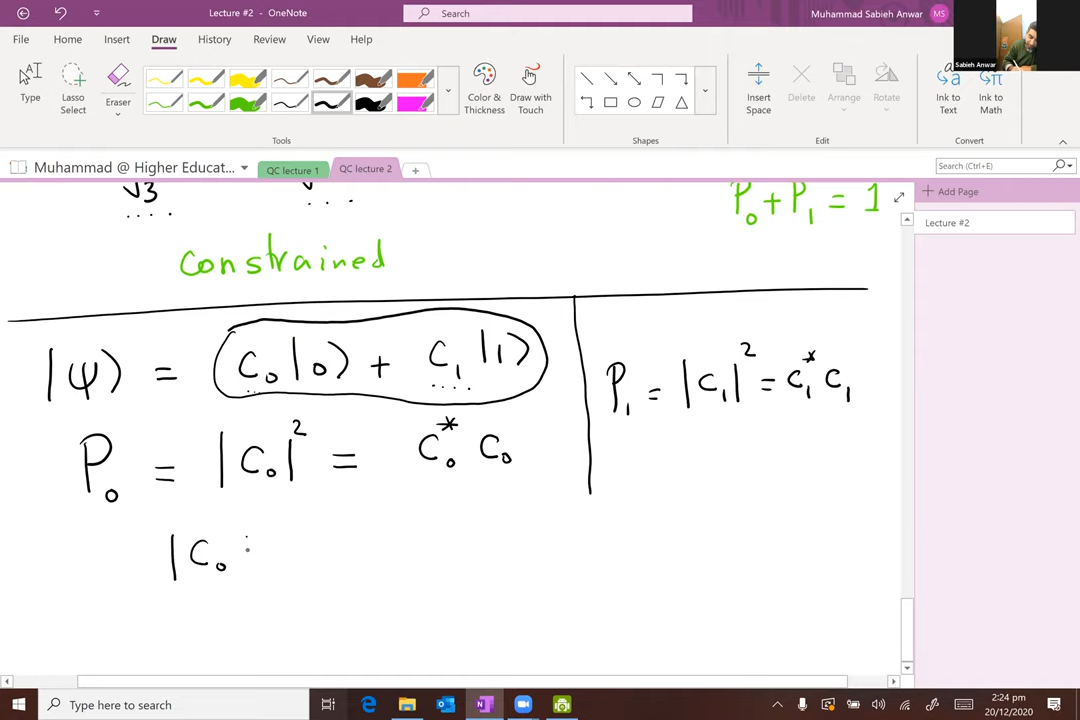 Lecture #2 - OneNote
Search
Muhammad Sabieh Anwar
MS
Sabieh Anwar
File Home Insert Draw History Review View Help
Type
Lasso Select
Eraser
Color & Thickness
Draw with Touch
Insert Space
Delete
Arrange
Rotate
Ink to Text
Ink to Math
Tools
Shapes
Edit
Convert
Muhammad @ Higher Educat...
QC lecture 1
QC lecture 2
Search (Ctrl+E)
Add Page
Lecture #2
√3
P₀ + P₁ = 1
constrained
|ψ⟩ = c₀|0⟩ + c₁|1⟩
P₁ = |c₁|² = c₁* c₁
P₀ = |c₀|² = c₀* c₀
|c₀
Type here to search
2:24 pm
20/12/2020